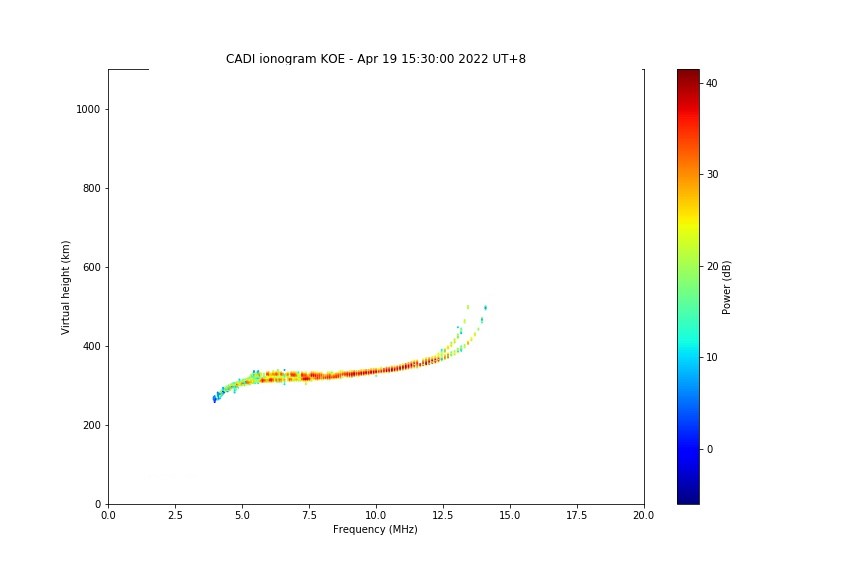 CADI ionogram KOE - Apr 19 15:30:00 2022 UT+8
1000
800
600
400
200
0
Virtual height (km)
0.0 2.5 5.0 7.5 10.0 12.5 15.0 17.5 20.0
Frequency (MHz)
40
30
20
10
0
Power (dB)